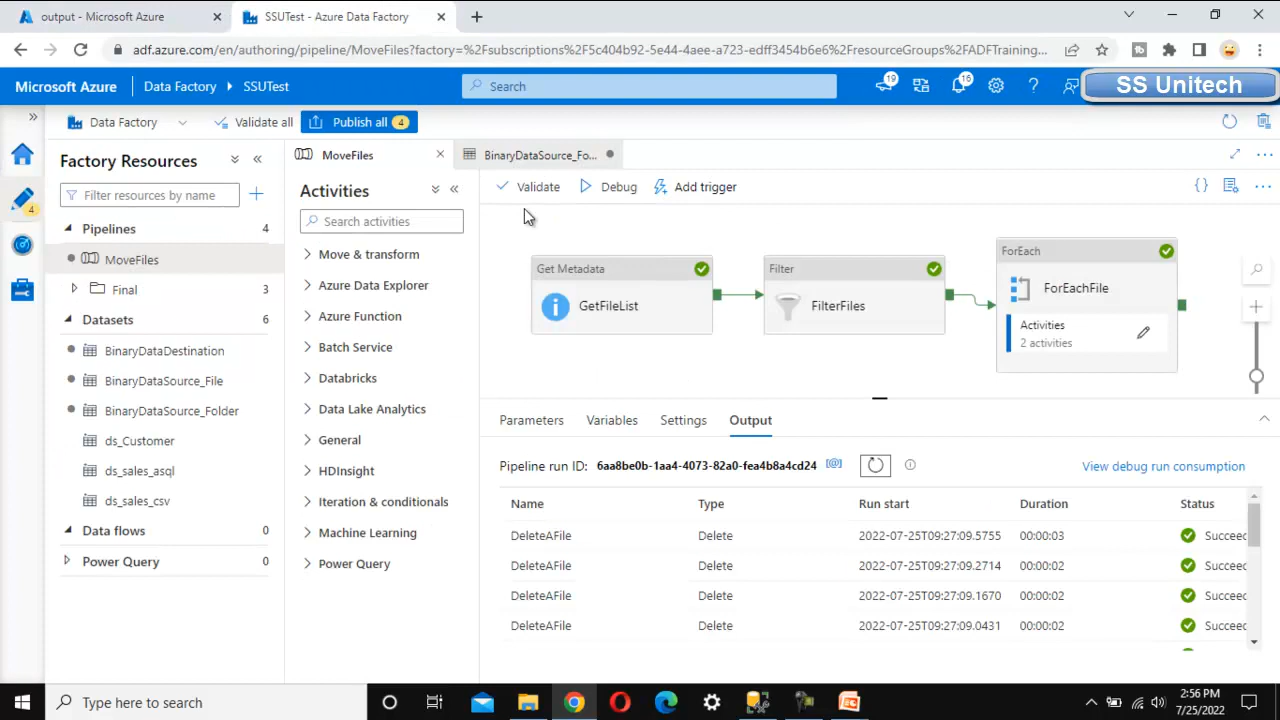 output - Microsoft Azure
SSUTest - Azure Data Factory
adf.azure.com/en/authoring/pipeline/MoveFiles?factory=%2Fsubscriptions%2F5c404b92-5e44-4aee-a723-edff3454b6e6%2FresourceGroups%2FADFTraining...
Microsoft Azure
Data Factory
SSUTest
Search
19
16
SS Unitech
Data Factory
Validate all
Publish all
4
Factory Resources
Filter resources by name
4
Pipelines 4
MoveFiles
Final 3
Datasets 6
BinaryDataDestination
BinaryDataSource_File
BinaryDataSource_Folder
ds_Customer
ds_sales_asql
ds_sales_csv
Data flows 0
Power Query 0
MoveFiles
BinaryDataSource_Fo...
Activities
Search activities
Move & transform
Azure Data Explorer
Azure Function
Batch Service
Databricks
Data Lake Analytics
General
HDInsight
Iteration & conditionals
Machine Learning
Power Query
Validate
Debug
Add trigger
{}
Get Metadata
GetFileList
Filter
FilterFiles
ForEach
ForEachFile
Activities
2 activities
Parameters
Variables
Settings
Output
Pipeline run ID: 6aa8be0b-1aa4-4073-82a0-fea4b8a4cd24 [@]
View debug run consumption
Name Type Run start Duration Status
DeleteAFile Delete 2022-07-25T09:27:09.5755 00:00:03 Succeed
DeleteAFile Delete 2022-07-25T09:27:09.2714 00:00:02 Succeed
DeleteAFile Delete 2022-07-25T09:27:09.1670 00:00:02 Succeed
DeleteAFile Delete 2022-07-25T09:27:09.0431 00:00:02 Succeed
Type here to search
2:56 PM
7/25/2022